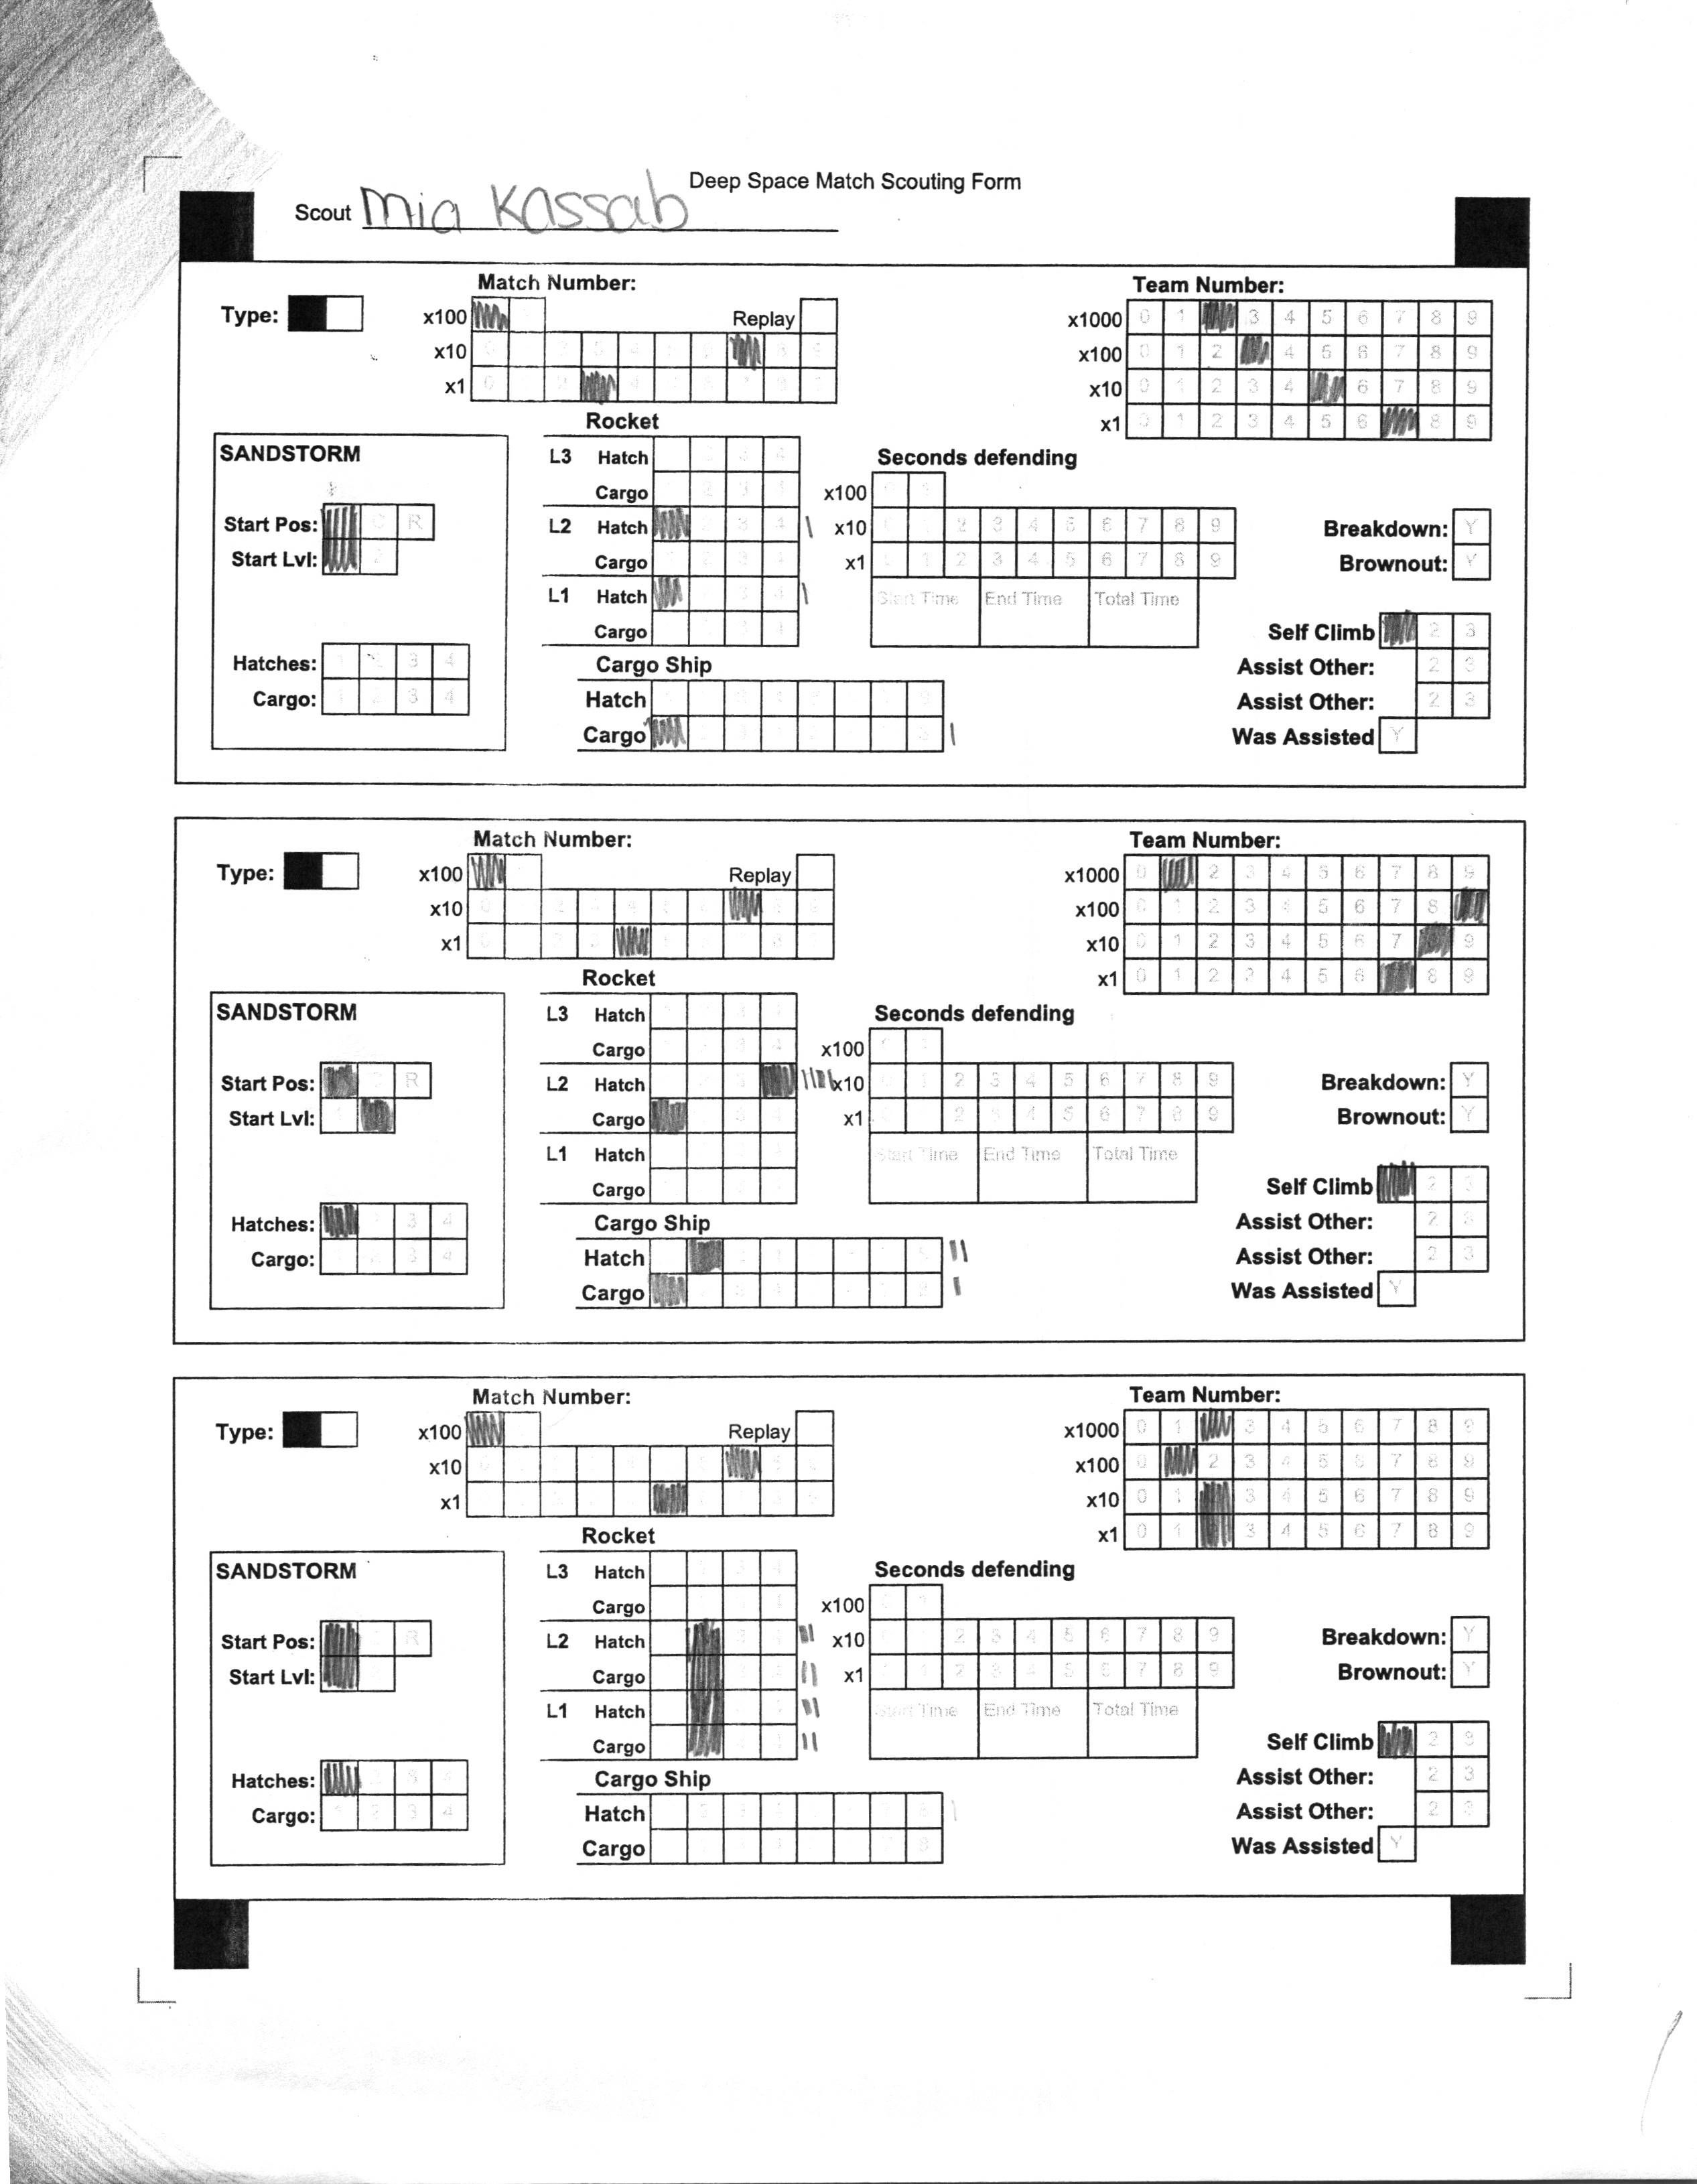 Deep Space Match Scouting Form
Scout Mia Kassab
Match Number:
Team Number:
Type:
x100
Replay
x1000 0 1 3 4 5 6 7 8 9
x10
x100 0 1 2 4 5 6 7 8 9
x1
x10 0 1 2 3 4 6 7 8 9
x1 0 1 2 3 4 5 6 8 9
Rocket
SANDSTORM
L3 Hatch
Cargo
Seconds defending
x100
Start Pos: R
L2 Hatch
x10 2 3 4 5 6 7 8 9
Breakdown: Y
Start Lvl: 2
Cargo
x1 1 2 3 4 5 6 7 8 9
Brownout: Y
L1 Hatch
Start Time End Time Total Time
Cargo
Self Climb 2 3
Hatches: 1 3 4
Cargo Ship
Assist Other: 2 3
Cargo: 1 2 3 4
Hatch
Assist Other: 2 3
Cargo
Was Assisted Y
Match Number:
Team Number:
Type:
x100
Replay
x1000 0 2 3 4 5 6 7 8 9
x10
x100 0 1 2 3 4 5 6 7 8
x1
x10 0 1 2 3 4 5 6 7 9
x1 0 1 2 3 4 5 6 8 9
Rocket
SANDSTORM
L3 Hatch
Cargo
Seconds defending
x100
Start Pos: R
L2 Hatch
x10 1 2 3 4 5 6 7 8 9
Breakdown: Y
Start Lvl:
Cargo
x1 2 3 4 5 6 7 8 9
Brownout: Y
L1 Hatch
Start Time End Time Total Time
Cargo
Self Climb 2 3
Hatches: 3 4
Cargo Ship
Assist Other: 2 3
Cargo: 2 3 4
Hatch
Assist Other: 2 3
Cargo
Was Assisted Y
Match Number:
Team Number:
Type:
x100
Replay
x1000 0 1 3 4 5 6 7 8 9
x10
x100 0 2 3 4 5 6 7 8 9
x1
x10 0 1 3 4 5 6 7 8 9
x1 0 1 3 4 5 6 7 8 9
Rocket
SANDSTORM
L3 Hatch
Cargo
Seconds defending
x100
Start Pos: R
L2 Hatch
x10 2 3 4 5 6 7 8 9
Breakdown: Y
Start Lvl:
Cargo
x1 1 2 3 4 5 6 7 8 9
Brownout: Y
L1 Hatch
Start Time End Time Total Time
Cargo
Self Climb 2 3
Hatches: 2 3 4
Cargo Ship
Assist Other: 2 3
Cargo: 1 2 3 4
Hatch
Assist Other: 2 3
Cargo
Was Assisted Y